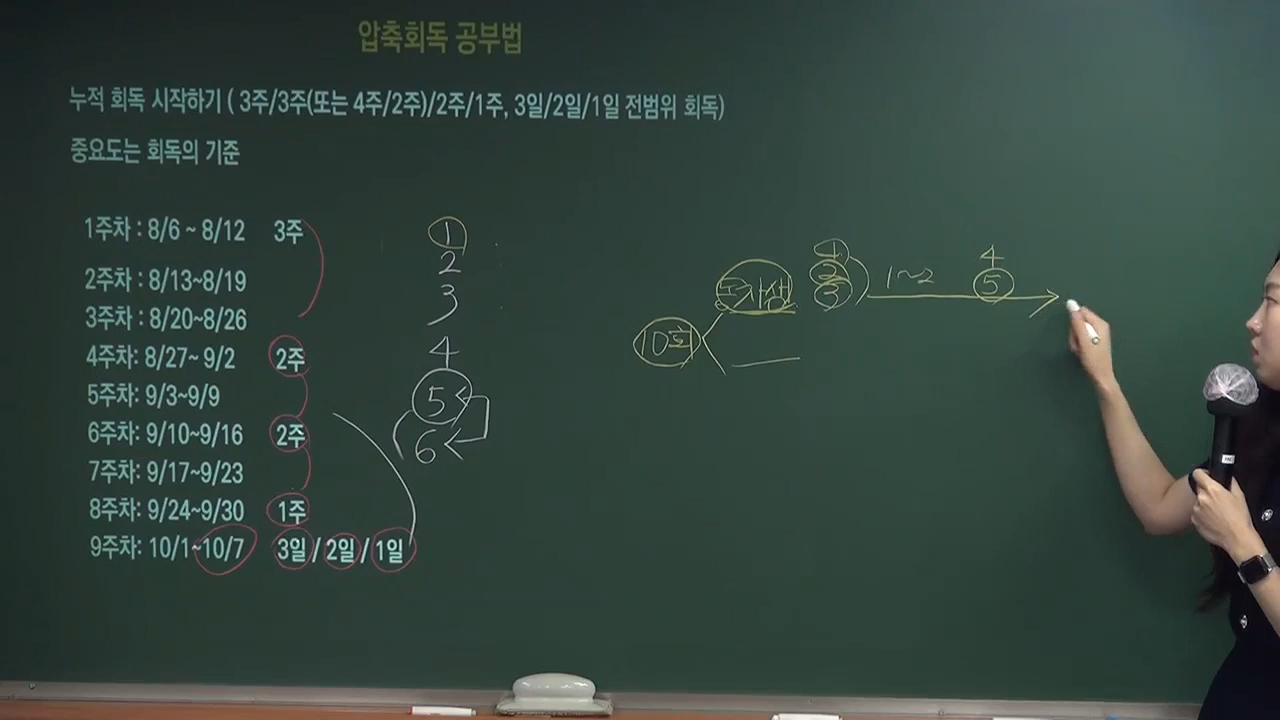 압축회독 공부법
누적 회독 시작하기 ( 3주/3주(또는 4주/2주)/2주/1주, 3일/2일/1일 전범위 회독)
중요도는 회독의 기준
1주차 : 8/6 ~ 8/12 3주
2주차 : 8/13~8/19
3주차 : 8/20~8/26
4주차: 8/27~ 9/2 2주
5주차: 9/3~9/9
6주차: 9/10~9/16 2주
7주차: 9/17~9/23
8주차: 9/24~9/30 1주
9주차: 10/1~10/7 3일 / 2일 / 1일
1
2
3
4
5
6
10회
1
2
3
1~2
4
5